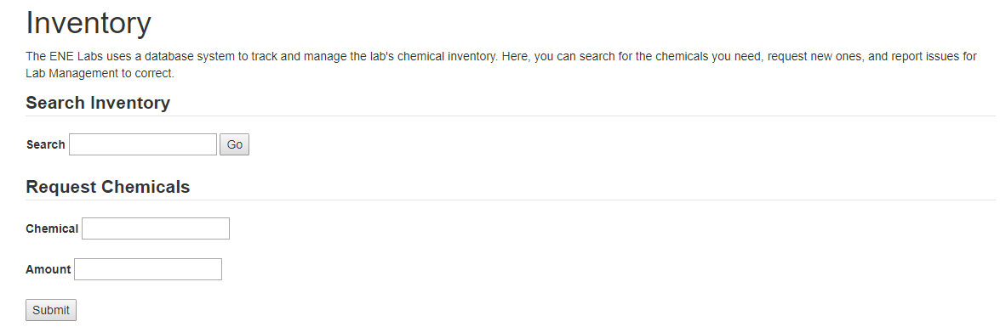 Inventory
The ENE Labs uses a database system to track and manage the lab's chemical inventory. Here, you can search for the chemicals you need, request new ones, and report issues for
Lab Management to correct.
Search Inventory
Search Go
Request Chemicals
Chemical
Amount
Submit